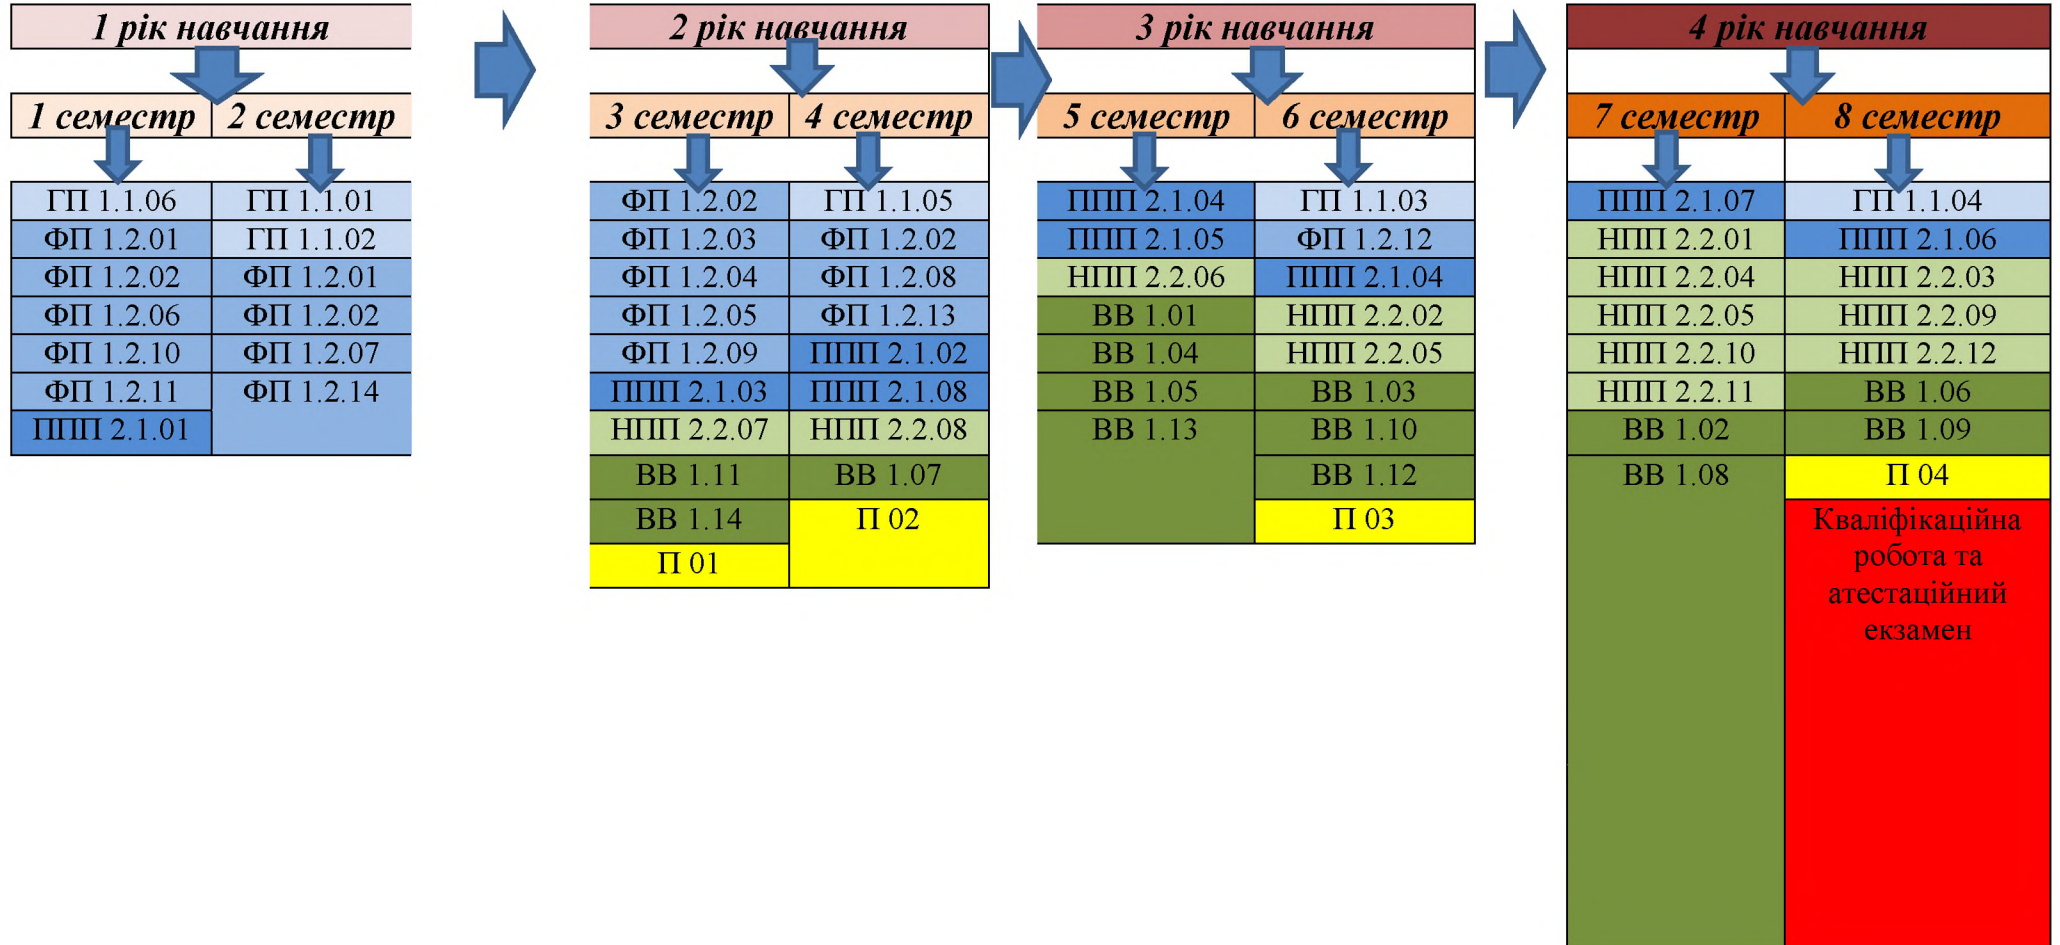 1 рік навчання
1 семестр
2 семестр
ГП 1.1.06
ФП 1.2.01
ФП 1.2.02
ФП 1.2.06
ФП 1.2.10
ФП 1.2.11
ППП 2.1.01
ГП 1.1.01
ГП 1.1.02
ФП 1.2.01
ФП 1.2.02
ФП 1.2.07
ФП 1.2.14
2 рік навчання
3 семестр
4 семестр
ФП 1.2.02
ФП 1.2.03
ФП 1.2.04
ФП 1.2.05
ФП 1.2.09
ППП 2.1.03
НПП 2.2.07
ВВ 1.11
ВВ 1.14
П 01
ГП 1.1.05
ФП 1.2.02
ФП 1.2.08
ФП 1.2.13
ППП 2.1.02
ППП 2.1.08
НПП 2.2.08
ВВ 1.07
П 02
3 рік навчання
5 семестр
6 семестр
ППП 2.1.04
ППП 2.1.05
НПП 2.2.06
ВВ 1.01
ВВ 1.04
ВВ 1.05
ВВ 1.13
ГП 1.1.03
ФП 1.2.12
ППП 2.1.04
НПП 2.2.02
НПП 2.2.05
ВВ 1.03
ВВ 1.10
ВВ 1.12
П 03
4 рік навчання
7 семестр
8 семестр
ППП 2.1.07
НПП 2.2.01
НПП 2.2.04
НПП 2.2.05
НПП 2.2.10
НПП 2.2.11
ВВ 1.02
ВВ 1.08
ГП 1.1.04
ППП 2.1.06
НПП 2.2.03
НПП 2.2.09
НПП 2.2.12
ВВ 1.06
ВВ 1.09
П 04
Кваліфікаційна
робота та
атестаційний
екзамен